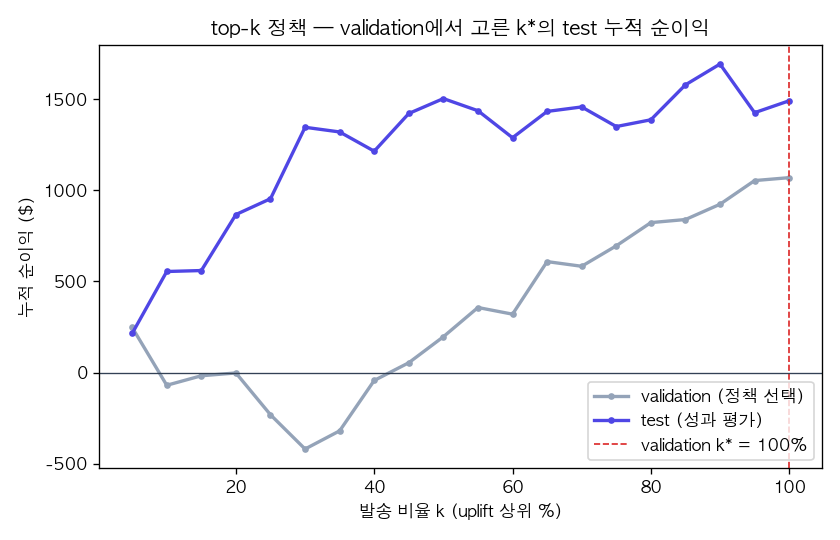 top-k 정책 — validation에서 고른 k*의 test 누적 순이익
누적 순이익 ($)
1500
1000
500
0
-500
validation (정책 선택)
test (성과 평가)
validation k* = 100%
20
40
60
80
100
발송 비율 k (uplift 상위 %)